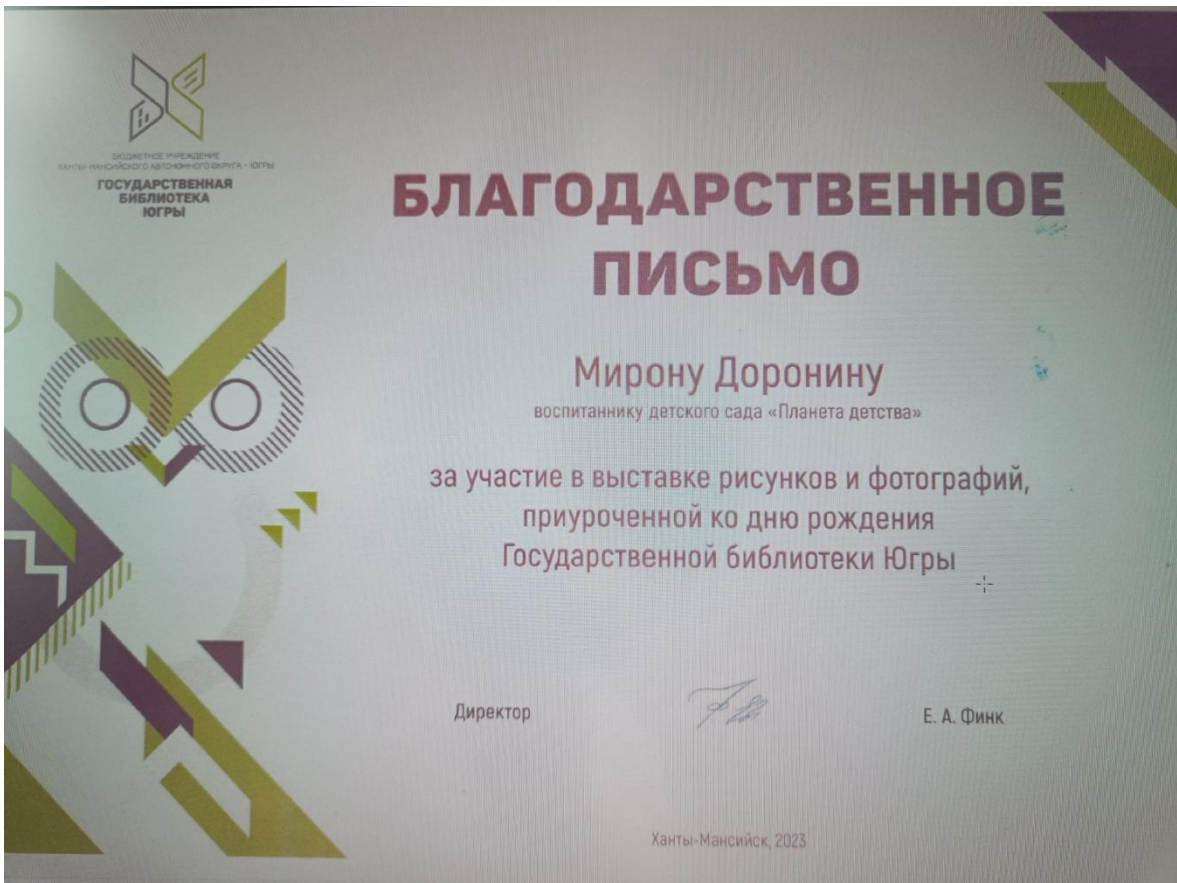 БЮДЖЕТНОЕ УЧРЕЖДЕНИЕ
ХАНТЫ-МАНСИЙСКОГО АВТОНОМНОГО ОКРУГА - ЮГРЫ
ГОСУДАРСТВЕННАЯ
БИБЛИОТЕКА
ЮГРЫ
БЛАГОДАРСТВЕННОЕ
ПИСЬМО
Мирону Доронину
воспитаннику детского сада «Планета детства»
за участие в выставке рисунков и фотографий,
приуроченной ко дню рождения
Государственной библиотеки Югры
Директор
Е. А. Финк
Ханты-Мансийск, 2023